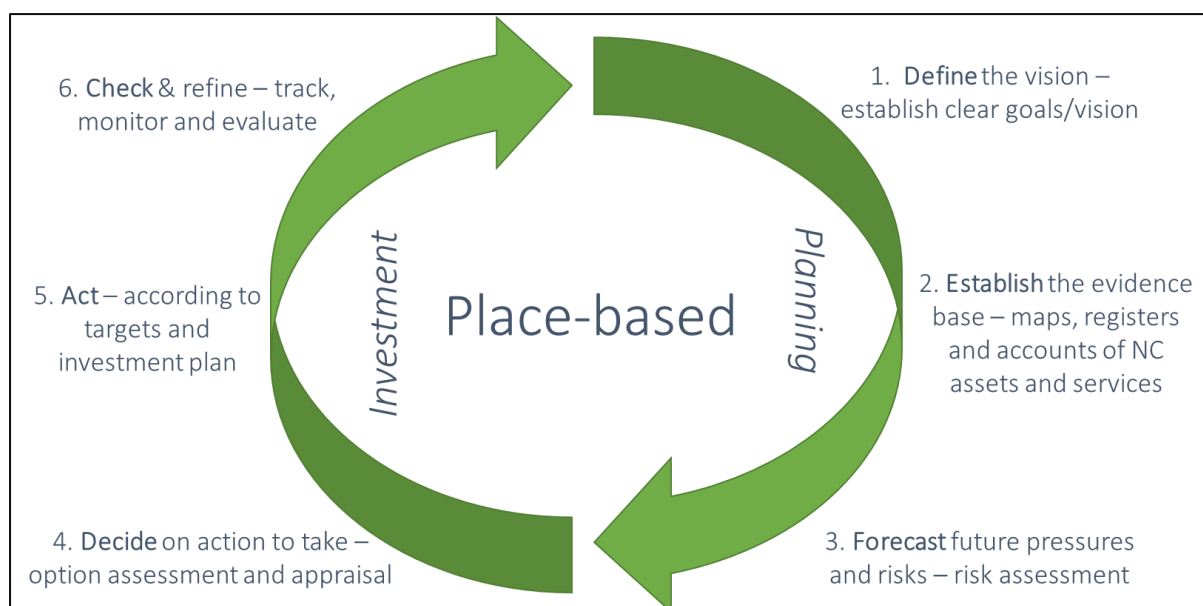 1. Define the vision –
establish clear goals/vision
2. Establish the evidence
base – maps, registers
and accounts of NC
assets and services
3. Forecast future pressures
and risks – risk assessment
4. Decide on action to take –
option assessment and appraisal
5. Act – according to
targets and
investment plan
6. Check & refine – track,
monitor and evaluate
Investment
Place-based
Planning